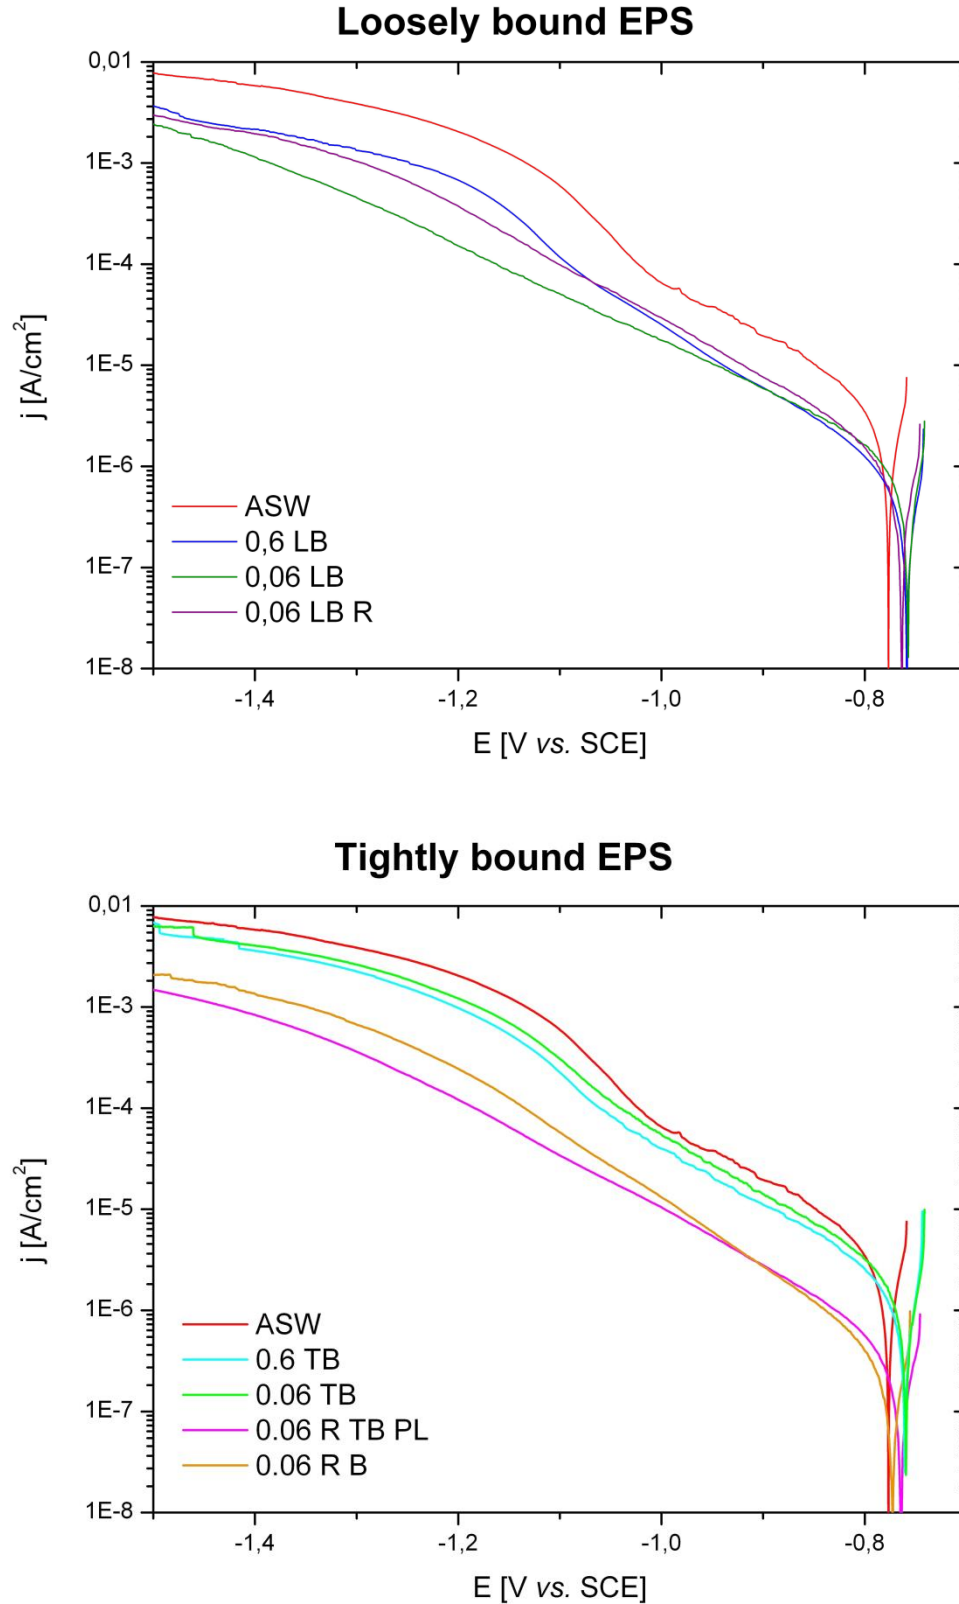 Loosely bound EPS
0,01
1E-3
1E-4
1E-5
1E-6
1E-7
1E-8
j [A/cm²]
ASW
0,6 LB
0,06 LB
0,06 LB R
-1,4 -1,2 -1,0 -0,8
E [V vs. SCE]
Tightly bound EPS
0,01
1E-3
1E-4
1E-5
1E-6
1E-7
1E-8
j [A/cm²]
ASW
0.6 TB
0.06 TB
0.06 R TB PL
0.06 R B
-1,4 -1,2 -1,0 -0,8
E [V vs. SCE]